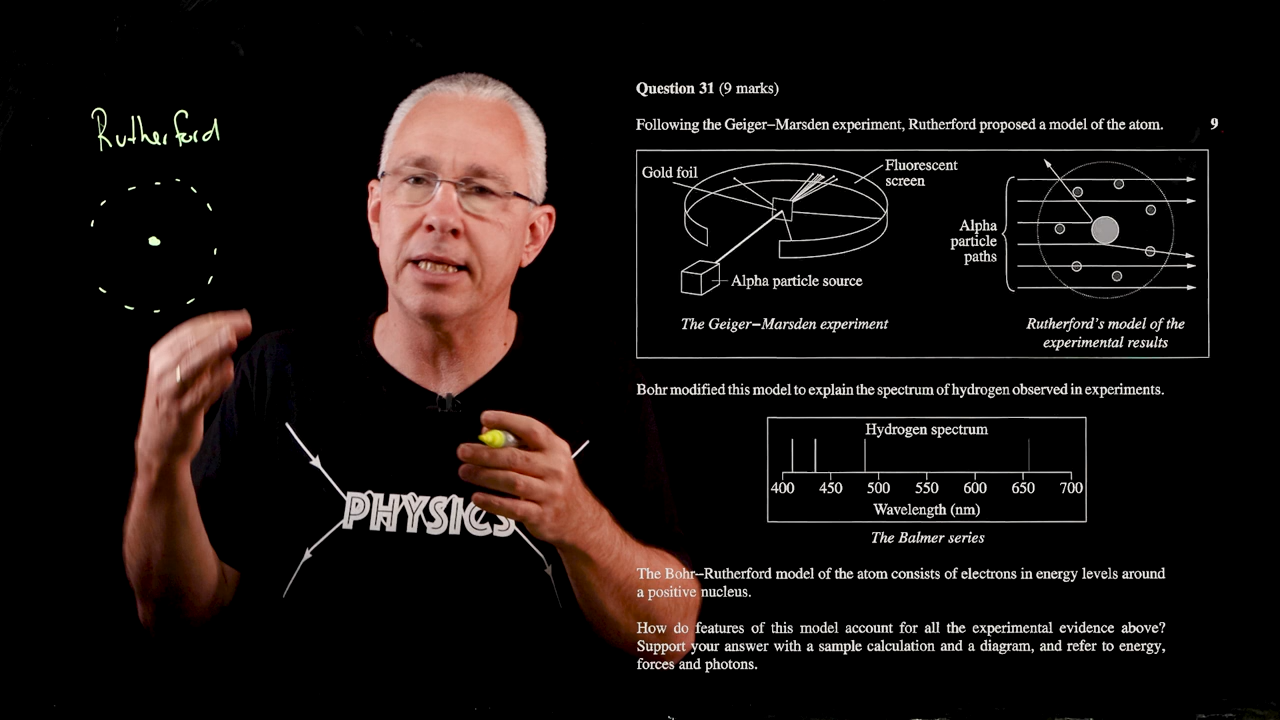 Rutherford
PHYSICS
Question 31 (9 marks)
Following the Geiger–Marsden experiment, Rutherford proposed a model of the atom.
9
Gold foil
Fluorescent
screen
Alpha particle source
The Geiger–Marsden experiment
Alpha
particle
paths
Rutherford's model of the
experimental results
Bohr modified this model to explain the spectrum of hydrogen observed in experiments.
Hydrogen spectrum
400 450 500 550 600 650 700
Wavelength (nm)
The Balmer series
The Bohr–Rutherford model of the atom consists of electrons in energy levels around
a positive nucleus.
How do features of this model account for all the experimental evidence above?
Support your answer with a sample calculation and a diagram, and refer to energy,
forces and photons.